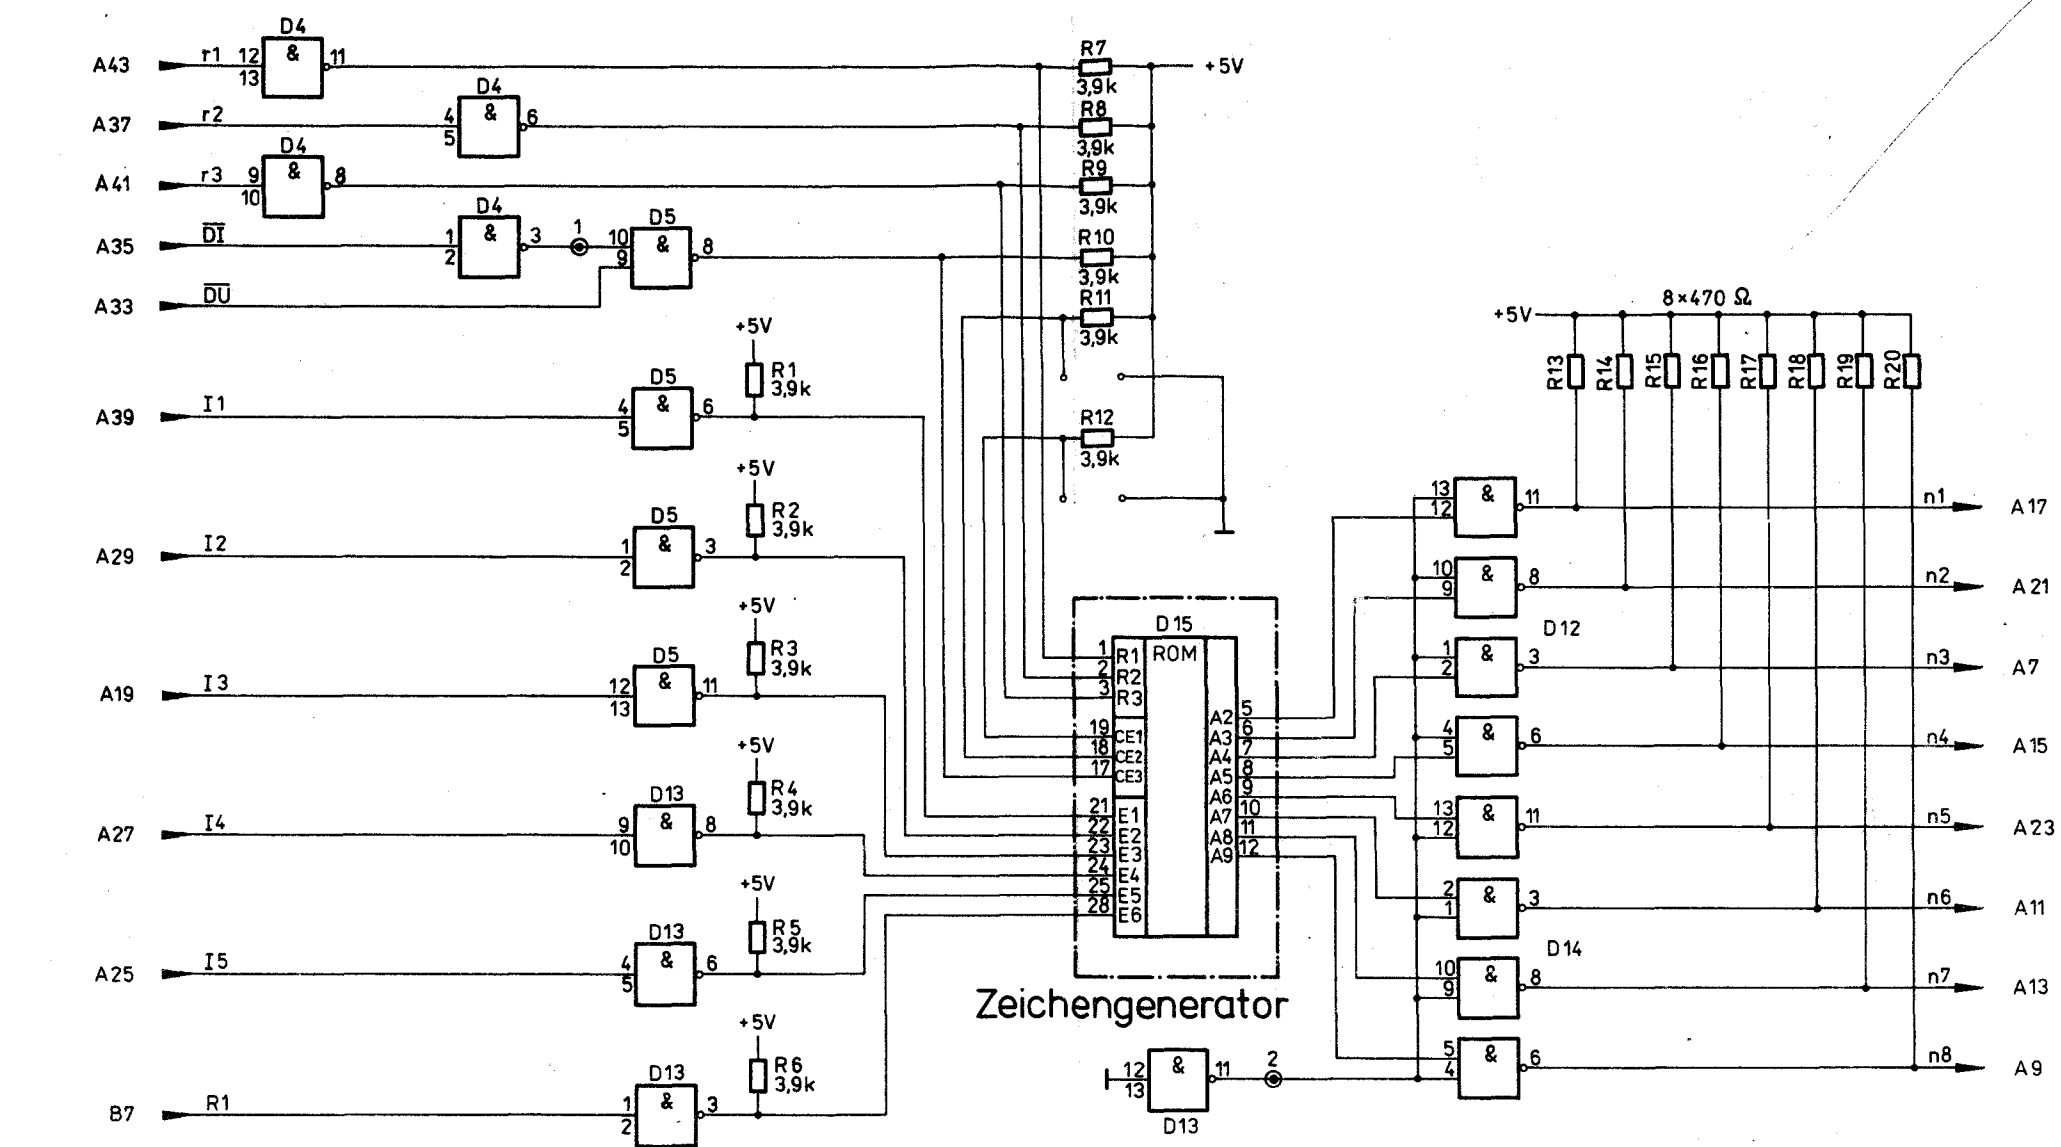 D4
A43 r1 12 & 11 R7 +5V
13
3,9k
D4
A37 r2 4 & 6 R8
5
3,9k
D4
A41 r3 9 & 8 R9
10
3,9k
D4
A35 DI 1 & 3 1
2
D5
10 & 8 R10
9
3,9k
A33 DU
R11
3,9k
+5V
R1
3,9k
D5
A39 I1 4 & 6
5
R12
3,9k
+5V
R2
3,9k
D5
A29 I2 1 & 3
2
+5V
R3
3,9k
D5
A19 I3 12 & 11
13
+5V
R4
3,9k
D13
A27 I4 9 & 8
10
+5V
R5
3,9k
D13
A25 I5 4 & 6
5
+5V
R6
3,9k
D13
B7 R1 1 & 3
2
D15
ROM
1 R1
2 R2
3 R3
19 CE1
18 CE2
17 CE3
21 E1
22 E2
23 E3
24 E4
25 E5
28 E6
A2 5
A3 6
A4 7
A5 8
A6 9
A7 10
A8 11
A9 12
Zeichengenerator
12 & 11 2
13
D13
8×470 Ω
+5V
R13 R14 R15 R16 R17 R18 R19 R20
13 & 11 n1 A17
12
10 & 8 n2 A21
9
D12
1 & 3 n3 A7
2
4 & 6 n4 A15
5
13 & 11 n5 A23
12
2 & 3 n6 A11
1
D14
10 & 8 n7 A13
9
5 & 6 n8 A9
4